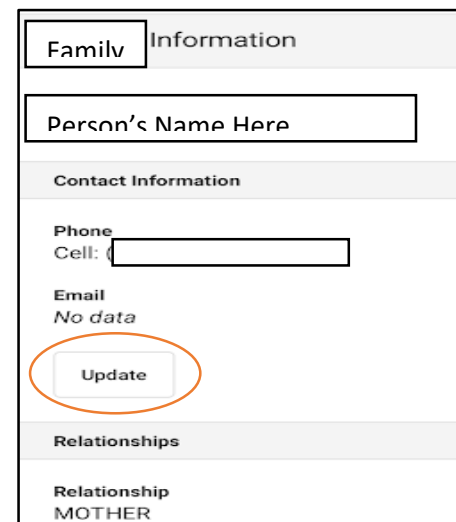 Family Information
Person's Name Here
Contact Information
Phone
Cell: (
Email
No data
Update
Relationships
Relationship
MOTHER